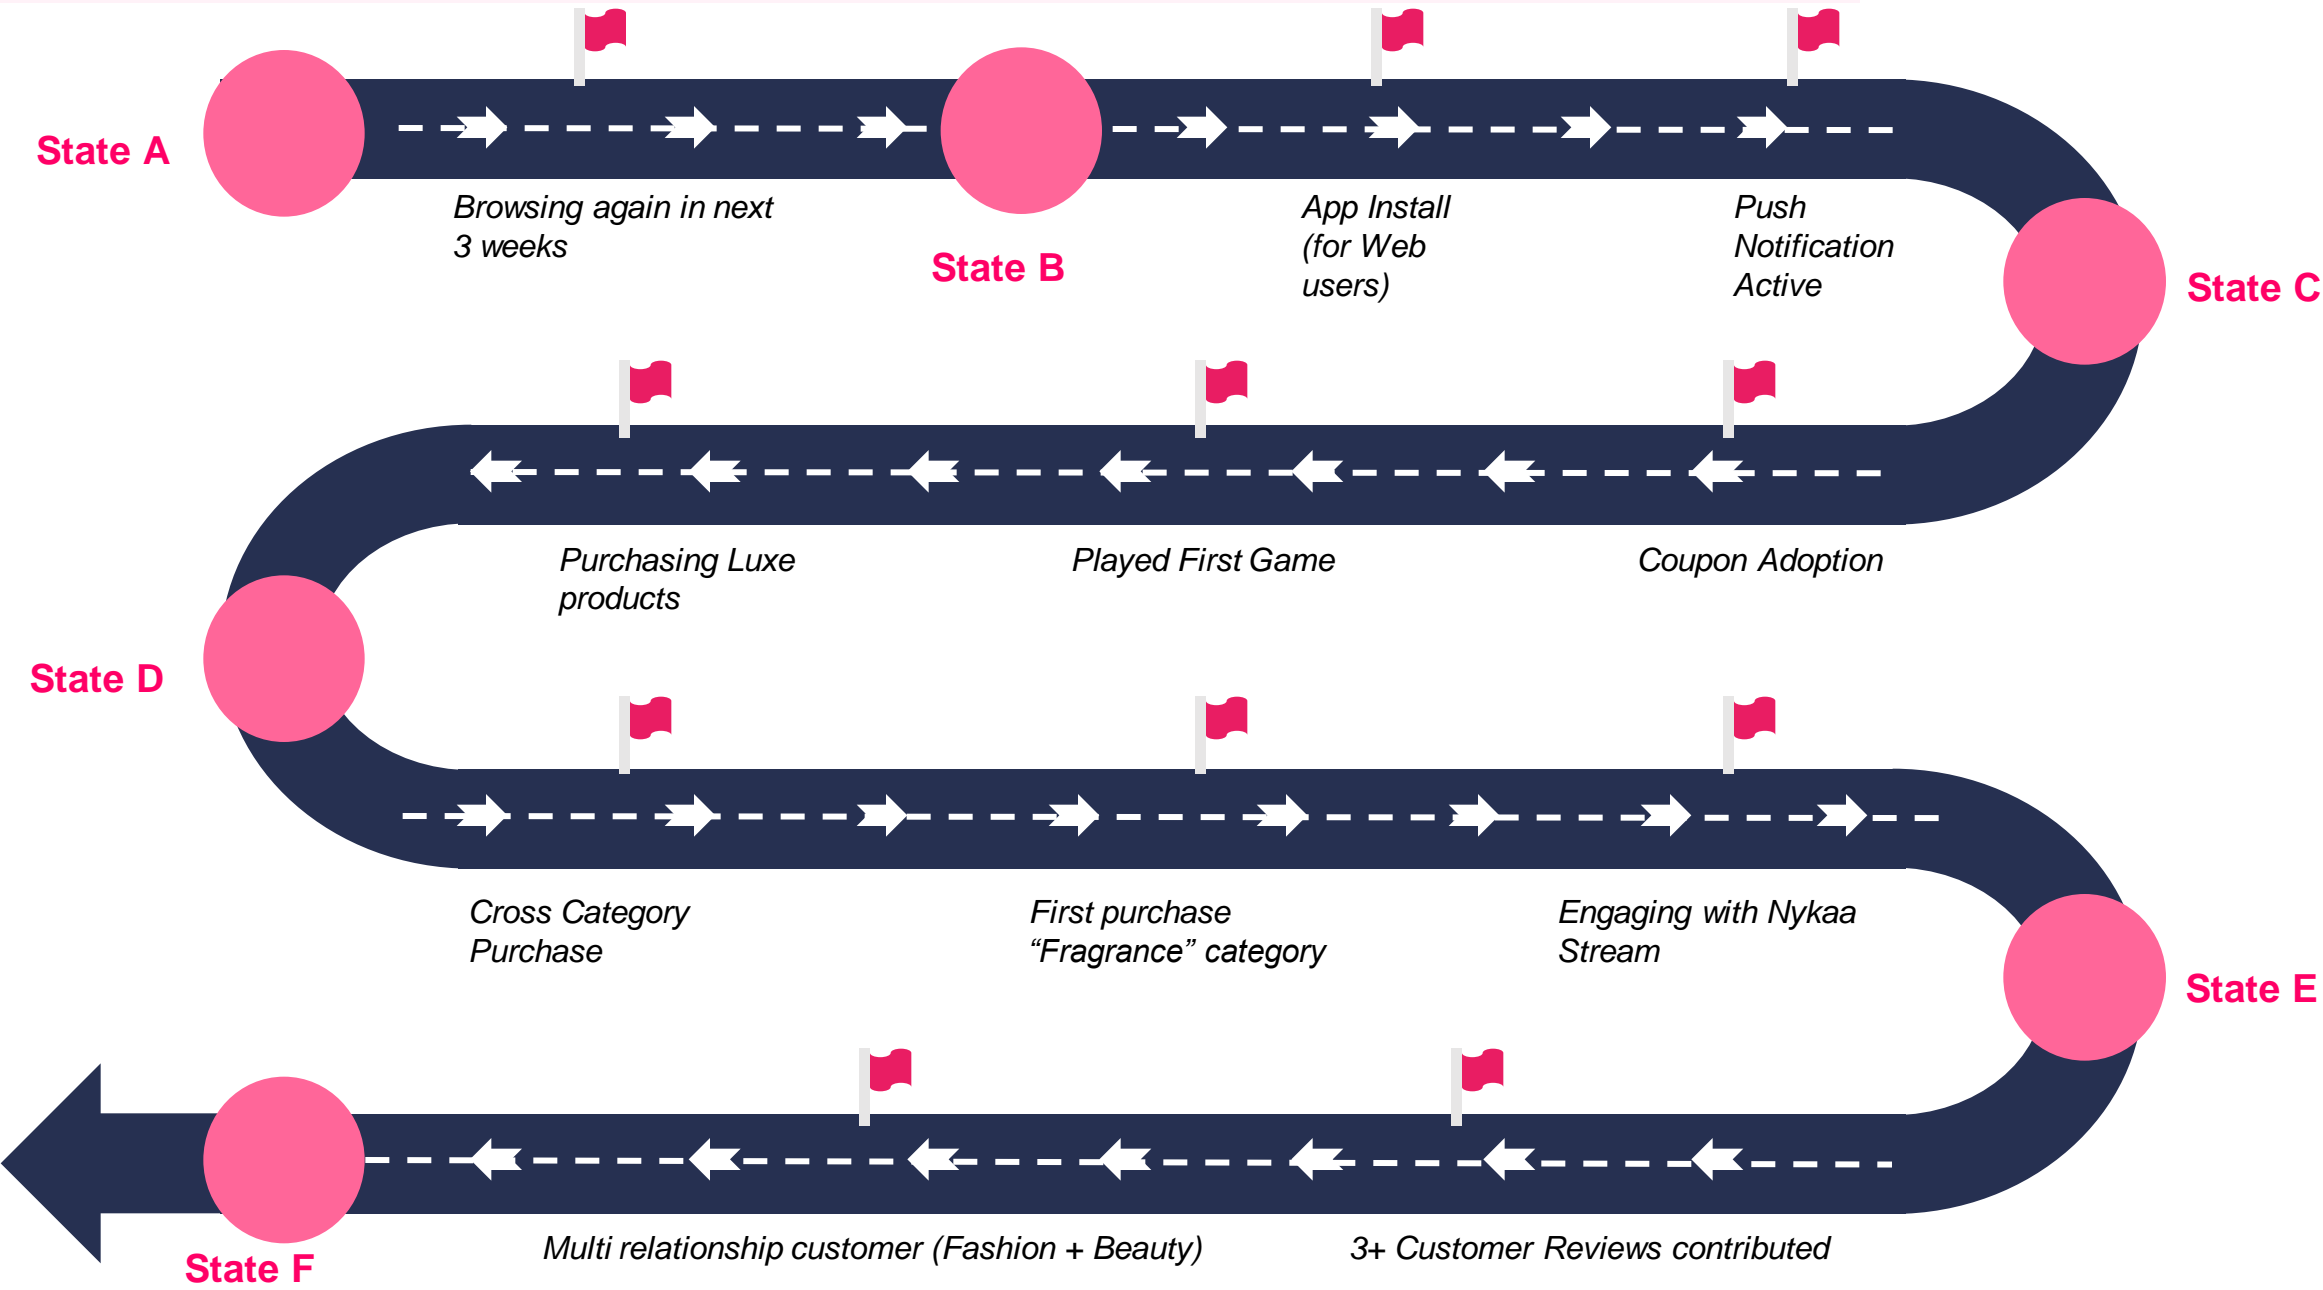 State A
Browsing again in next
3 weeks
State B
App Install
(for Web
users)
Push
Notification
Active
State C
Coupon Adoption
Played First Game
Purchasing Luxe
products
State D
Cross Category
Purchase
First purchase
“Fragrance” category
Engaging with Nykaa
Stream
State E
3+ Customer Reviews contributed
Multi relationship customer (Fashion + Beauty)
State F